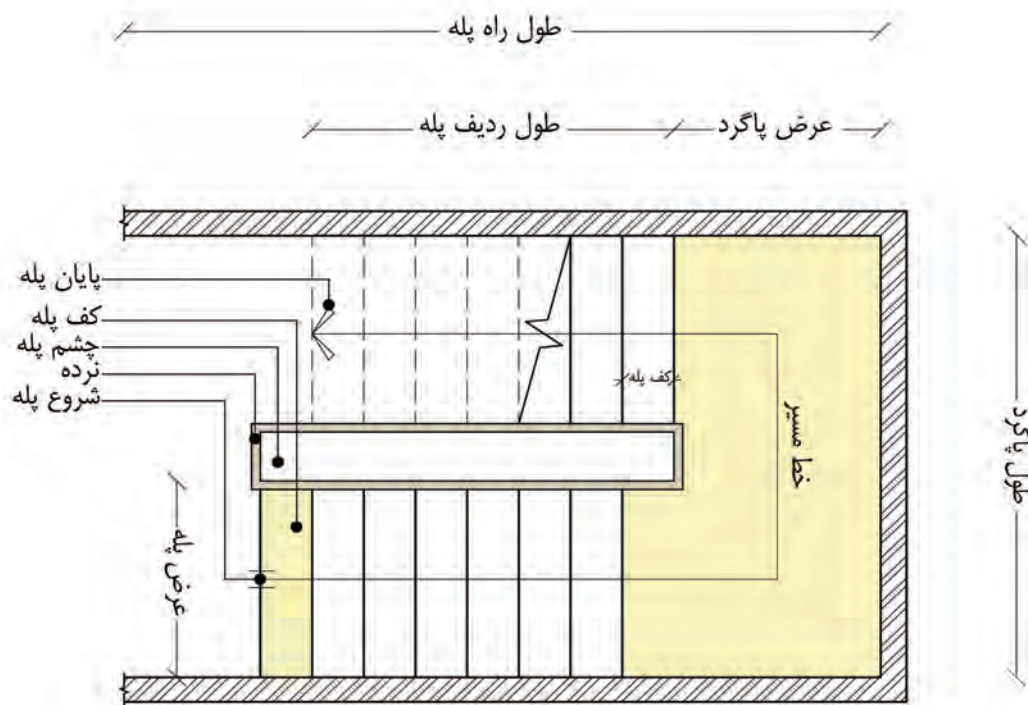 طول راه پله
طول ردیف پله
عرض پاگرد
پایان پله
کف پله
چشم پله
نرده
شروع پله
کف پله
خط مسیر
طول پاگرد
عرض پله